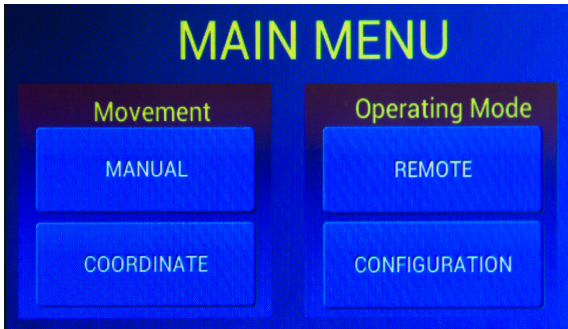 MAIN MENU
Movement
MANUAL
COORDINATE
Operating Mode
REMOTE
CONFIGURATION